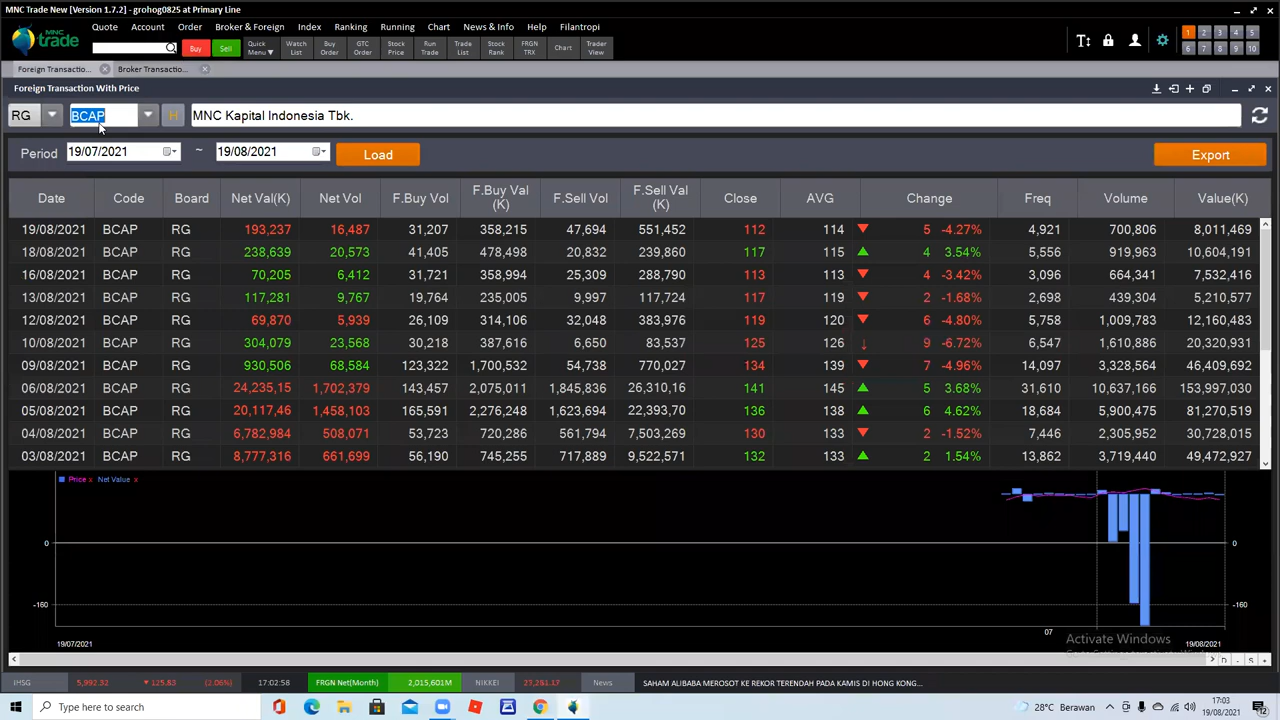 MNC Trade New [Version 1.7.2] - grohog0825 at Primary Line
MNC trade
Quote Account Order Broker & Foreign Index Ranking Running Chart News & Info Help Filantropi
Buy Sell Quick Menu Watch List Buy Order GTC Order Stock Price Run Trade Trade List Stock Rank FRGN TRX Chart Trader View
1 2 3 4 5
6 7 8 9 10
Foreign Transactio... Broker Transactio...
Foreign Transaction With Price
RG BCAP H MNC Kapital Indonesia Tbk.
Period 19/07/2021 ~ 19/08/2021 Load Export
Date Code Board Net Val(K) Net Vol F.Buy Vol F.Buy Val (K) F.Sell Vol F.Sell Val (K) Close AVG Change Freq Volume Value(K)
19/08/2021 BCAP RG 193,237 16,487 31,207 358,215 47,694 551,452 112 114 5 -4.27% 4,921 700,806 8,011,469
18/08/2021 BCAP RG 238,639 20,573 41,405 478,498 20,832 239,860 117 115 4 3.54% 5,556 919,963 10,604,191
16/08/2021 BCAP RG 70,205 6,412 31,721 358,994 25,309 288,790 113 113 4 -3.42% 3,096 664,341 7,532,416
13/08/2021 BCAP RG 117,281 9,767 19,764 235,005 9,997 117,724 117 119 2 -1.68% 2,698 439,304 5,210,577
12/08/2021 BCAP RG 69,870 5,939 26,109 314,106 32,048 383,976 119 120 6 -4.80% 5,758 1,009,783 12,160,483
10/08/2021 BCAP RG 304,079 23,568 30,218 387,616 6,650 83,537 125 126 9 -6.72% 6,547 1,610,886 20,320,931
09/08/2021 BCAP RG 930,506 68,584 123,322 1,700,532 54,738 770,027 134 139 7 -4.96% 14,097 3,328,564 46,409,692
06/08/2021 BCAP RG 24,235,15 1,702,379 143,457 2,075,011 1,845,836 26,310,16 141 145 5 3.68% 31,610 10,637,166 153,997,030
05/08/2021 BCAP RG 20,117,46 1,458,103 165,591 2,276,248 1,623,694 22,393,70 136 138 6 4.62% 18,684 5,900,475 81,270,519
04/08/2021 BCAP RG 6,782,984 508,071 53,723 720,286 561,794 7,503,269 130 133 2 -1.52% 7,446 2,305,952 30,728,015
03/08/2021 BCAP RG 8,777,316 661,699 56,190 745,255 717,889 9,522,571 132 133 2 1.54% 13,862 3,719,440 49,472,927
Price x Net Value x
0 0
-160 -160
07
19/07/2021 19/08/2021
Activate Windows
D - S +
IHSG 5,992.32 125.83 (2.06%) 17:02:58 FRGN Net(Month) 2,015,601M NIKKEI 27,281.17 News SAHAM ALIBABA MEROSOT KE REKOR TERENDAH PADA KAMIS DI HONG KONG...
Type here to search 28°C Berawan 17:03
19/08/2021 12